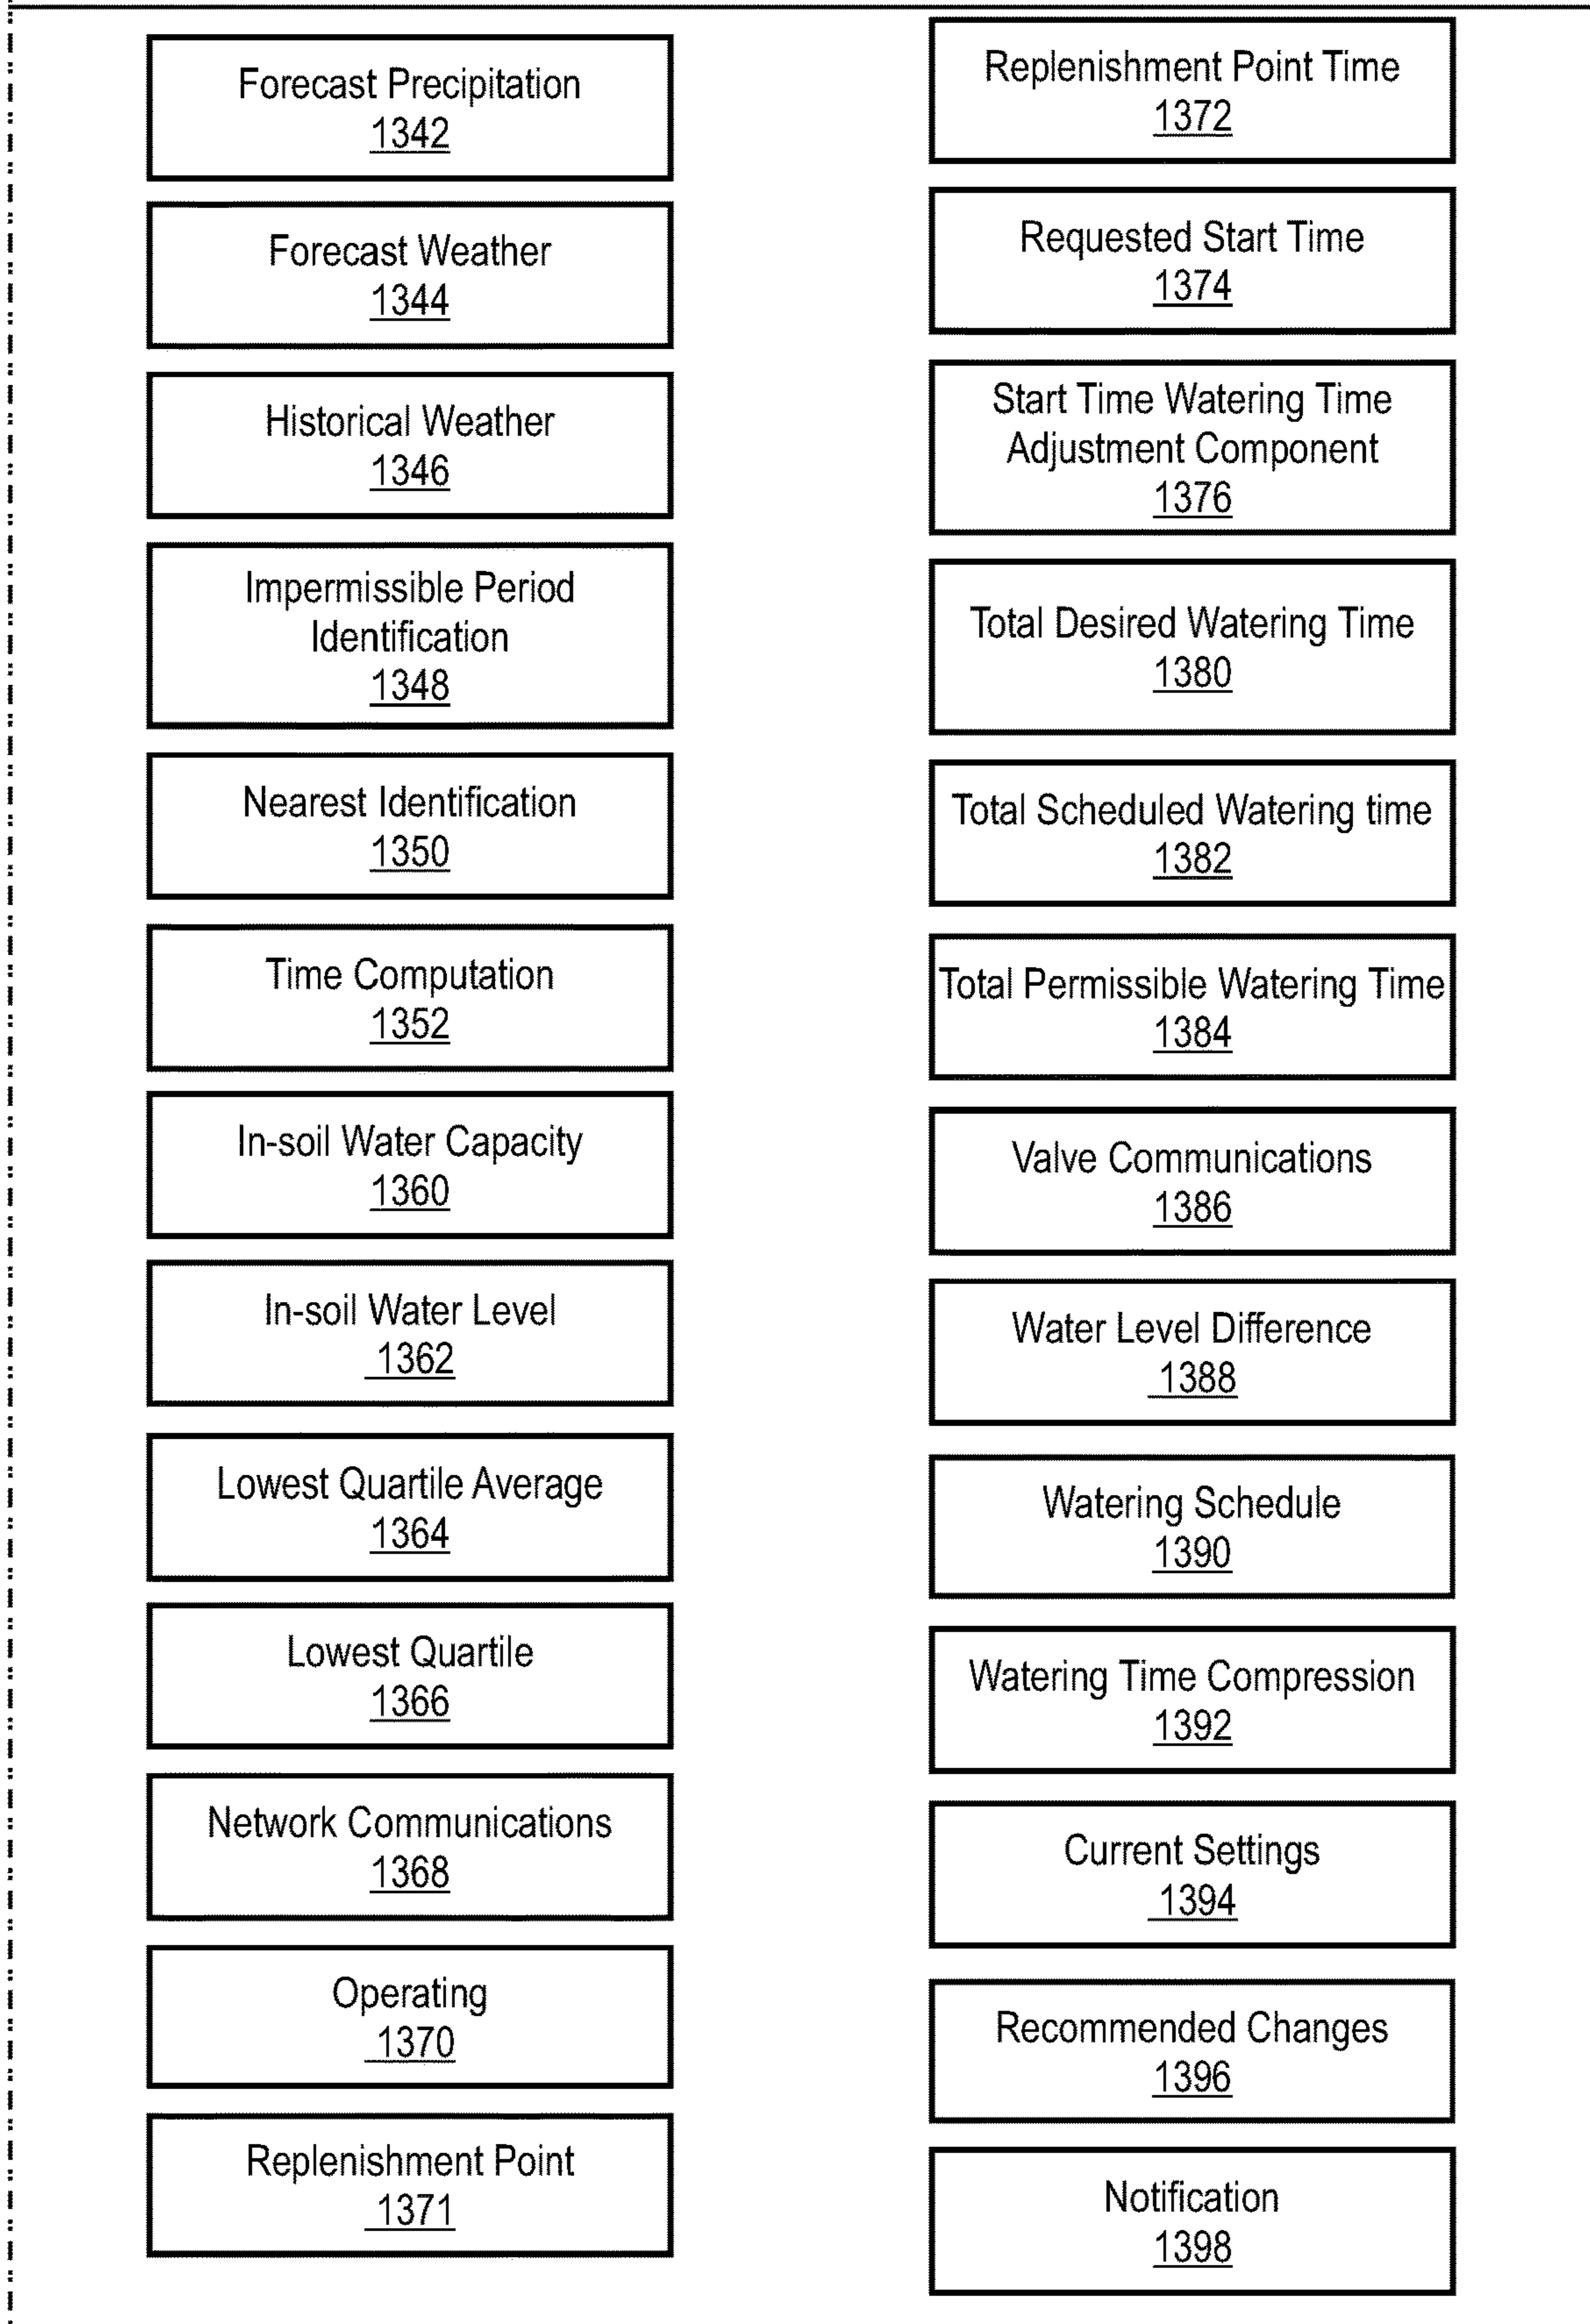 Forecast Precipitation
1342
Forecast Weather
1344
Historical Weather
1346
Impermissible Period
Identification
1348
Nearest Identification
1350
Time Computation
1352
In-soil Water Capacity
1360
In-soil Water Level
1362
Lowest Quartile Average
1364
Lowest Quartile
1366
Network Communications
1368
Operating
1370
Replenishment Point
1371
Replenishment Point Time
1372
Requested Start Time
1374
Start Time Watering Time
Adjustment Component
1376
Total Desired Watering Time
1380
Total Scheduled Watering time
1382
Total Permissible Watering Time
1384
Valve Communications
1386
Water Level Difference
1388
Watering Schedule
1390
Watering Time Compression
1392
Current Settings
1394
Recommended Changes
1396
Notification
1398